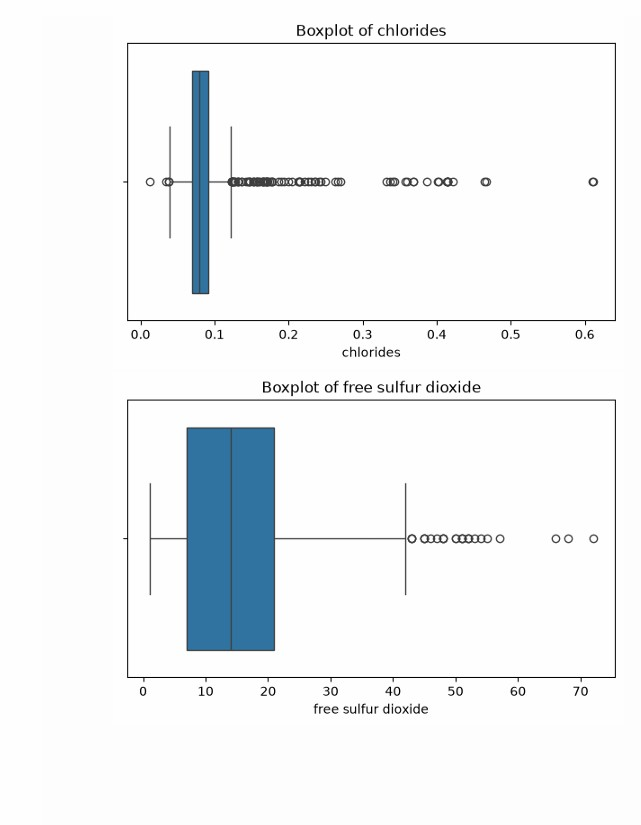 Boxplot of chlorides
0.0 0.1 0.2 0.3 0.4 0.5 0.6
chlorides
Boxplot of free sulfur dioxide
0 10 20 30 40 50 60 70
free sulfur dioxide